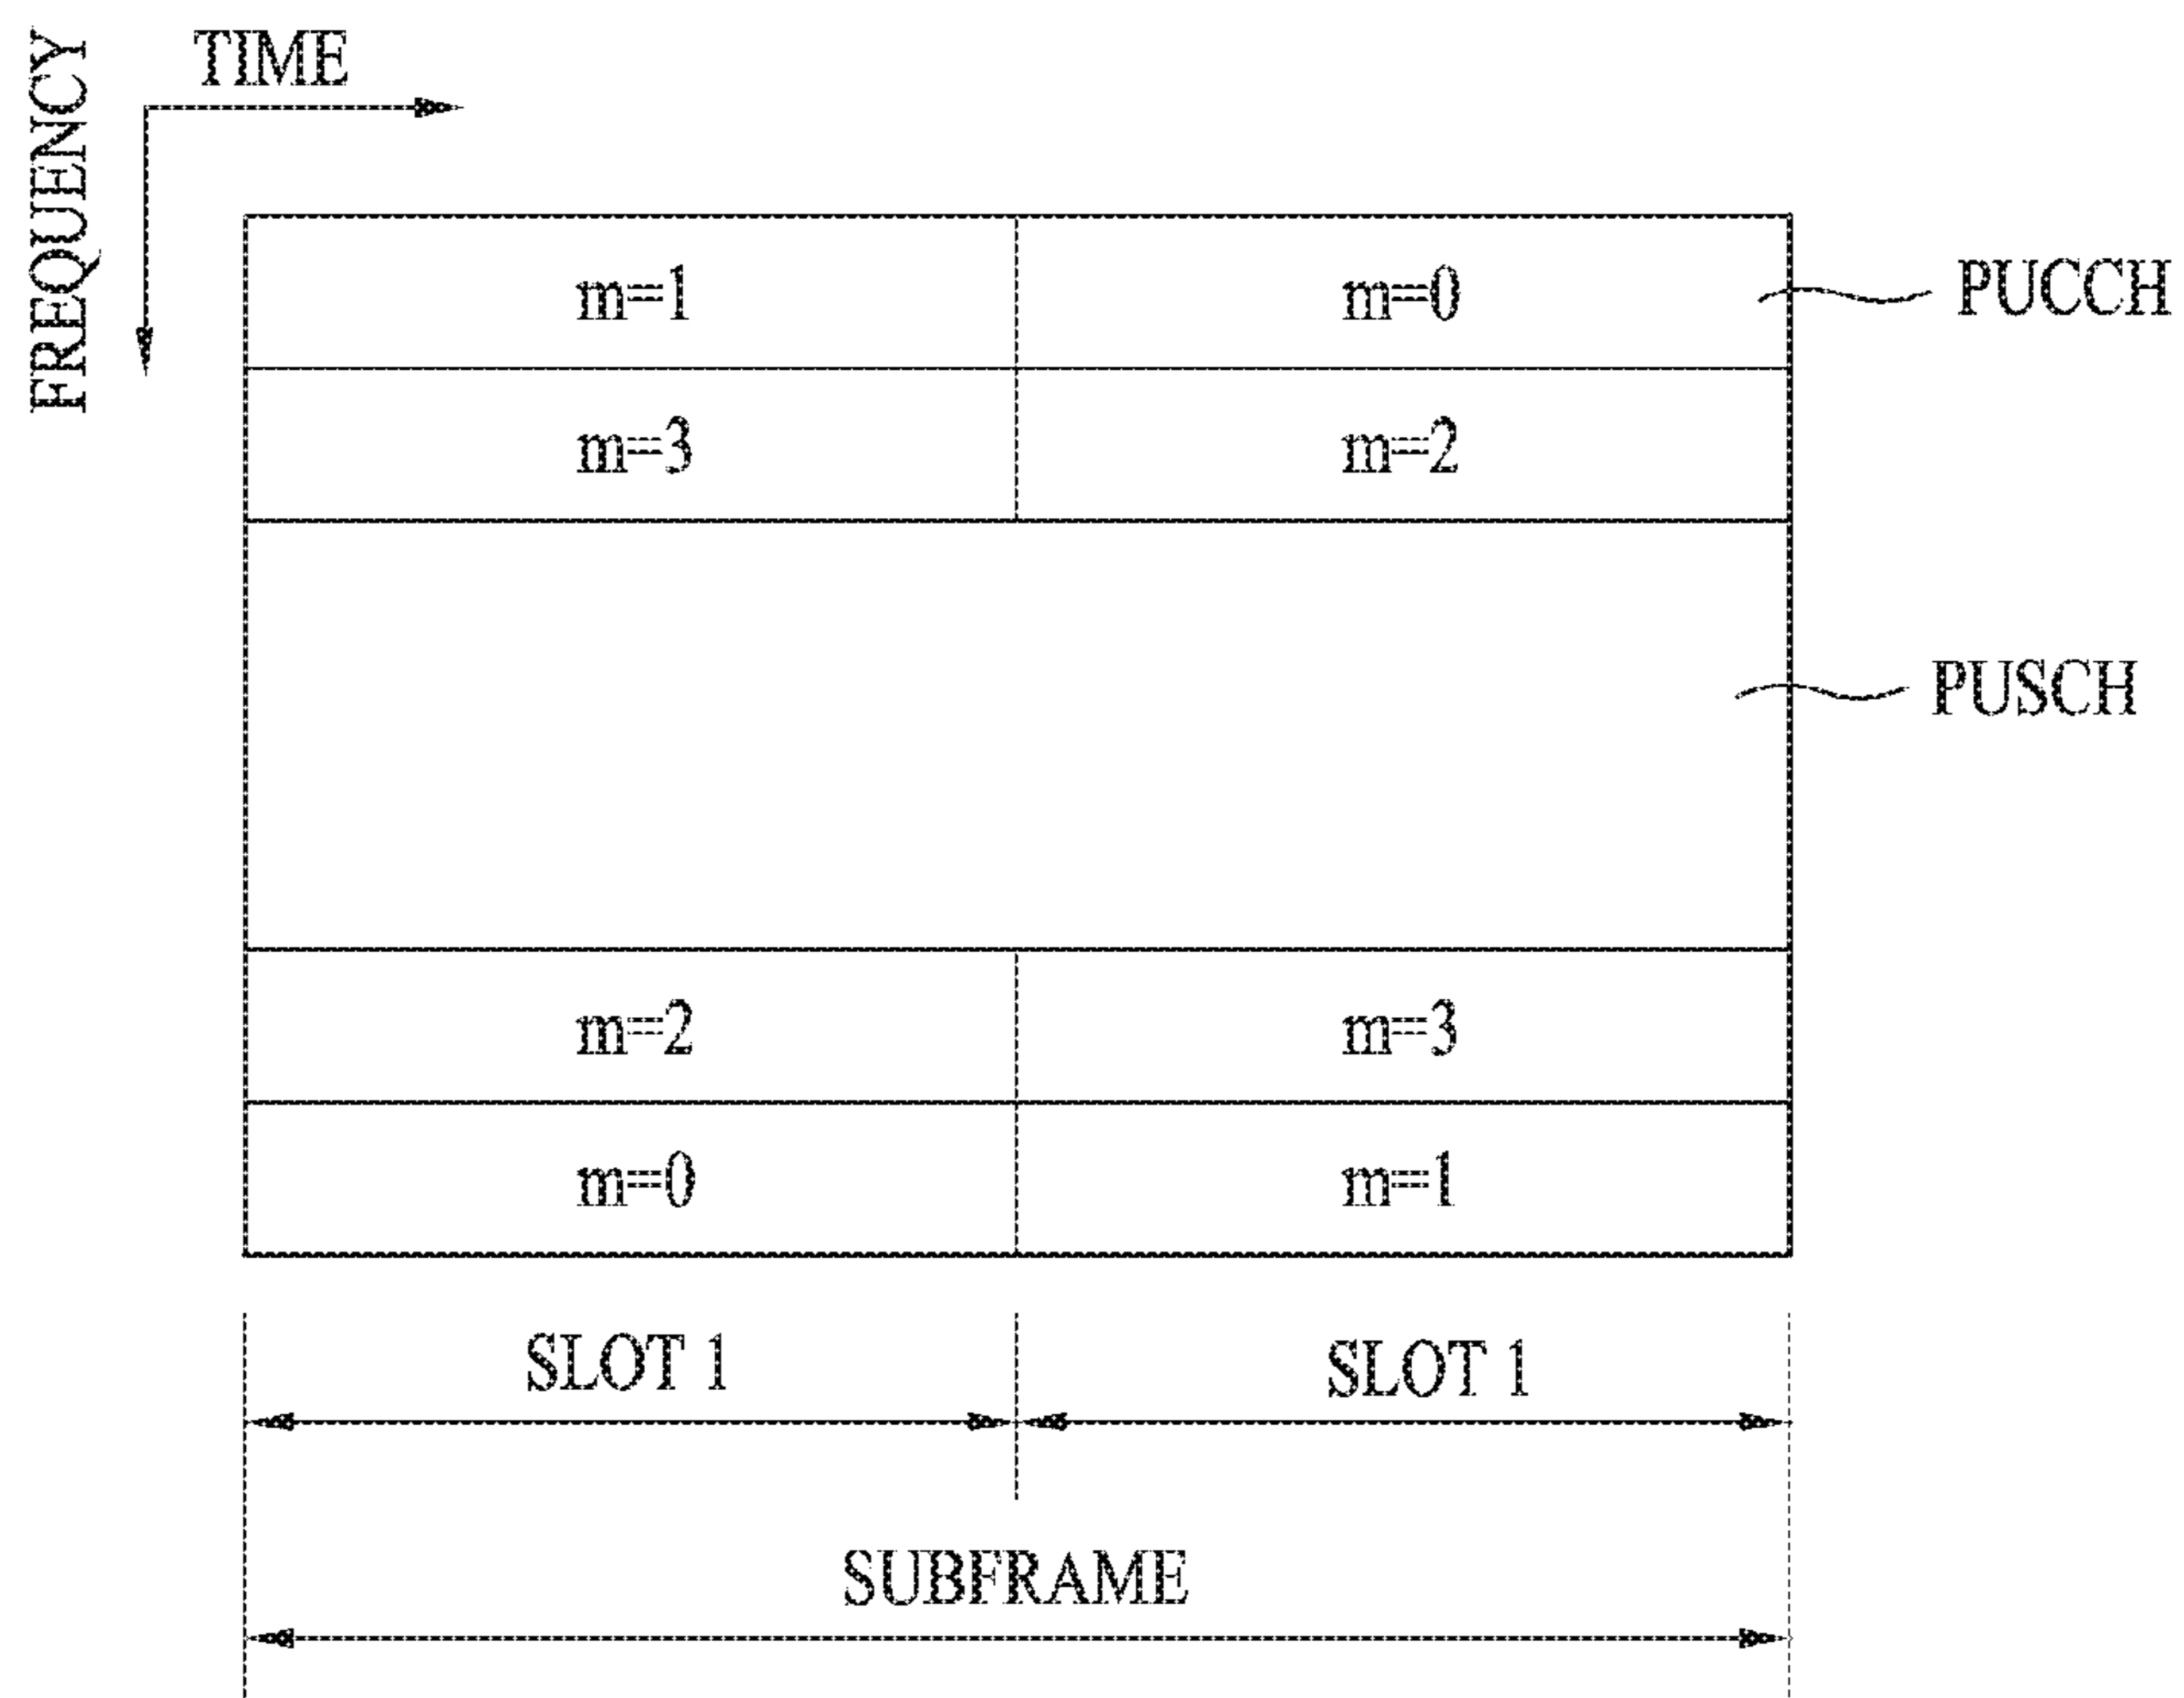 TIME
FREQUENCY
m=1 m=0 PUCCH
m=3 m=2
PUSCH
m=2 m=3
m=0 m=1
SLOT 1 SLOT 1
SUBFRAME